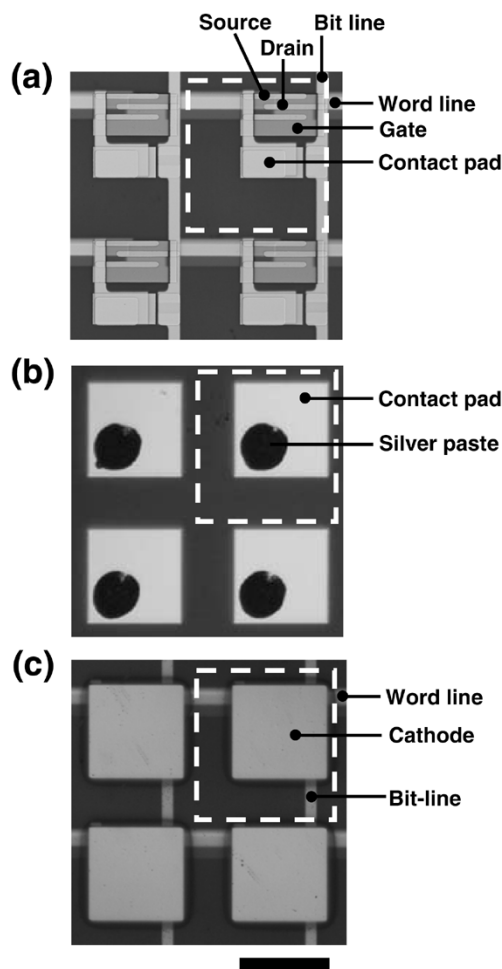 Source
Bit line
Drain
(a)
Word line
Gate
Contact pad
(b)
Contact pad
Silver paste
(c)
Word line
Cathode
Bit-line